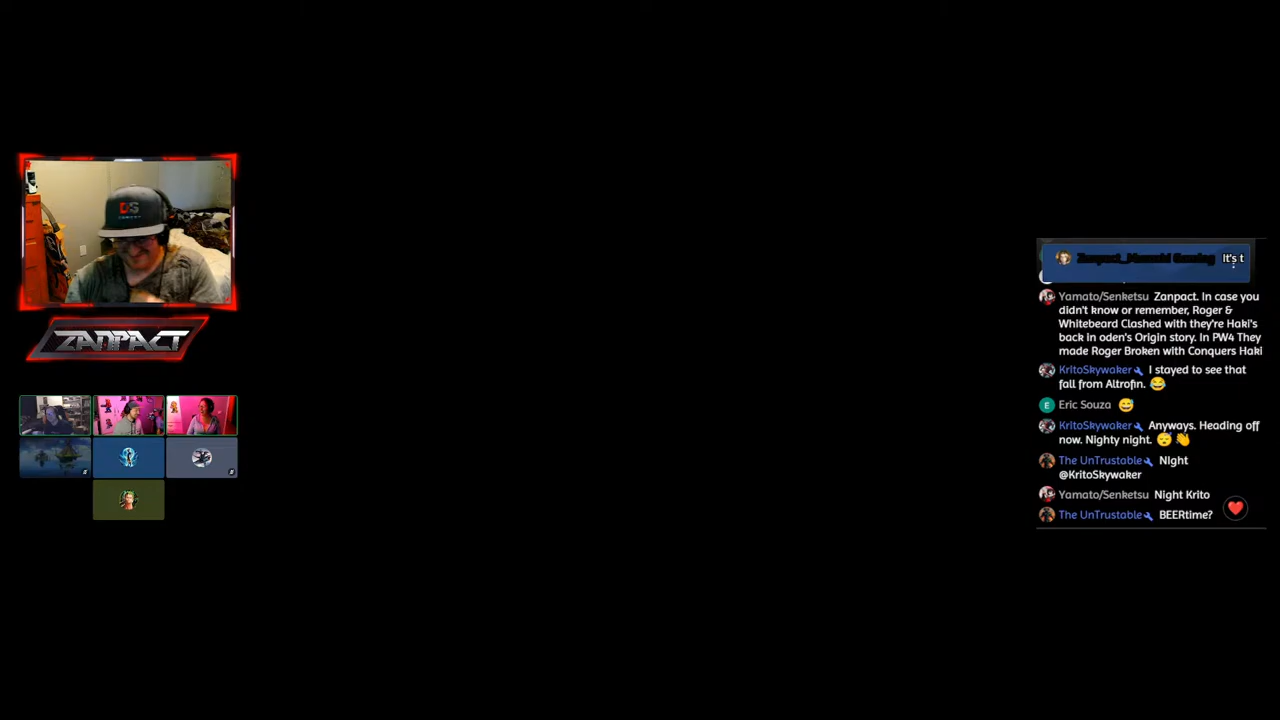 DS
ZANPACT
Zanpact_ Gaming It's t
Yamato/Senketsu Zanpact. In case you
didn't know or remember, Roger &
Whitebeard Clashed with they're Haki's
back in oden's Origin story. In PW4 They
made Roger Broken with Conquers Haki
KritoSkywaker I stayed to see that
fall from Altrofin. 😂
E Eric Souza 😅
KritoSkywaker Anyways. Heading off
now. Nighty night. 😴👋
The UnTrustable NIght
@KritoSkywaker
Yamato/Senketsu Night Krito
The UnTrustable BEERtime?